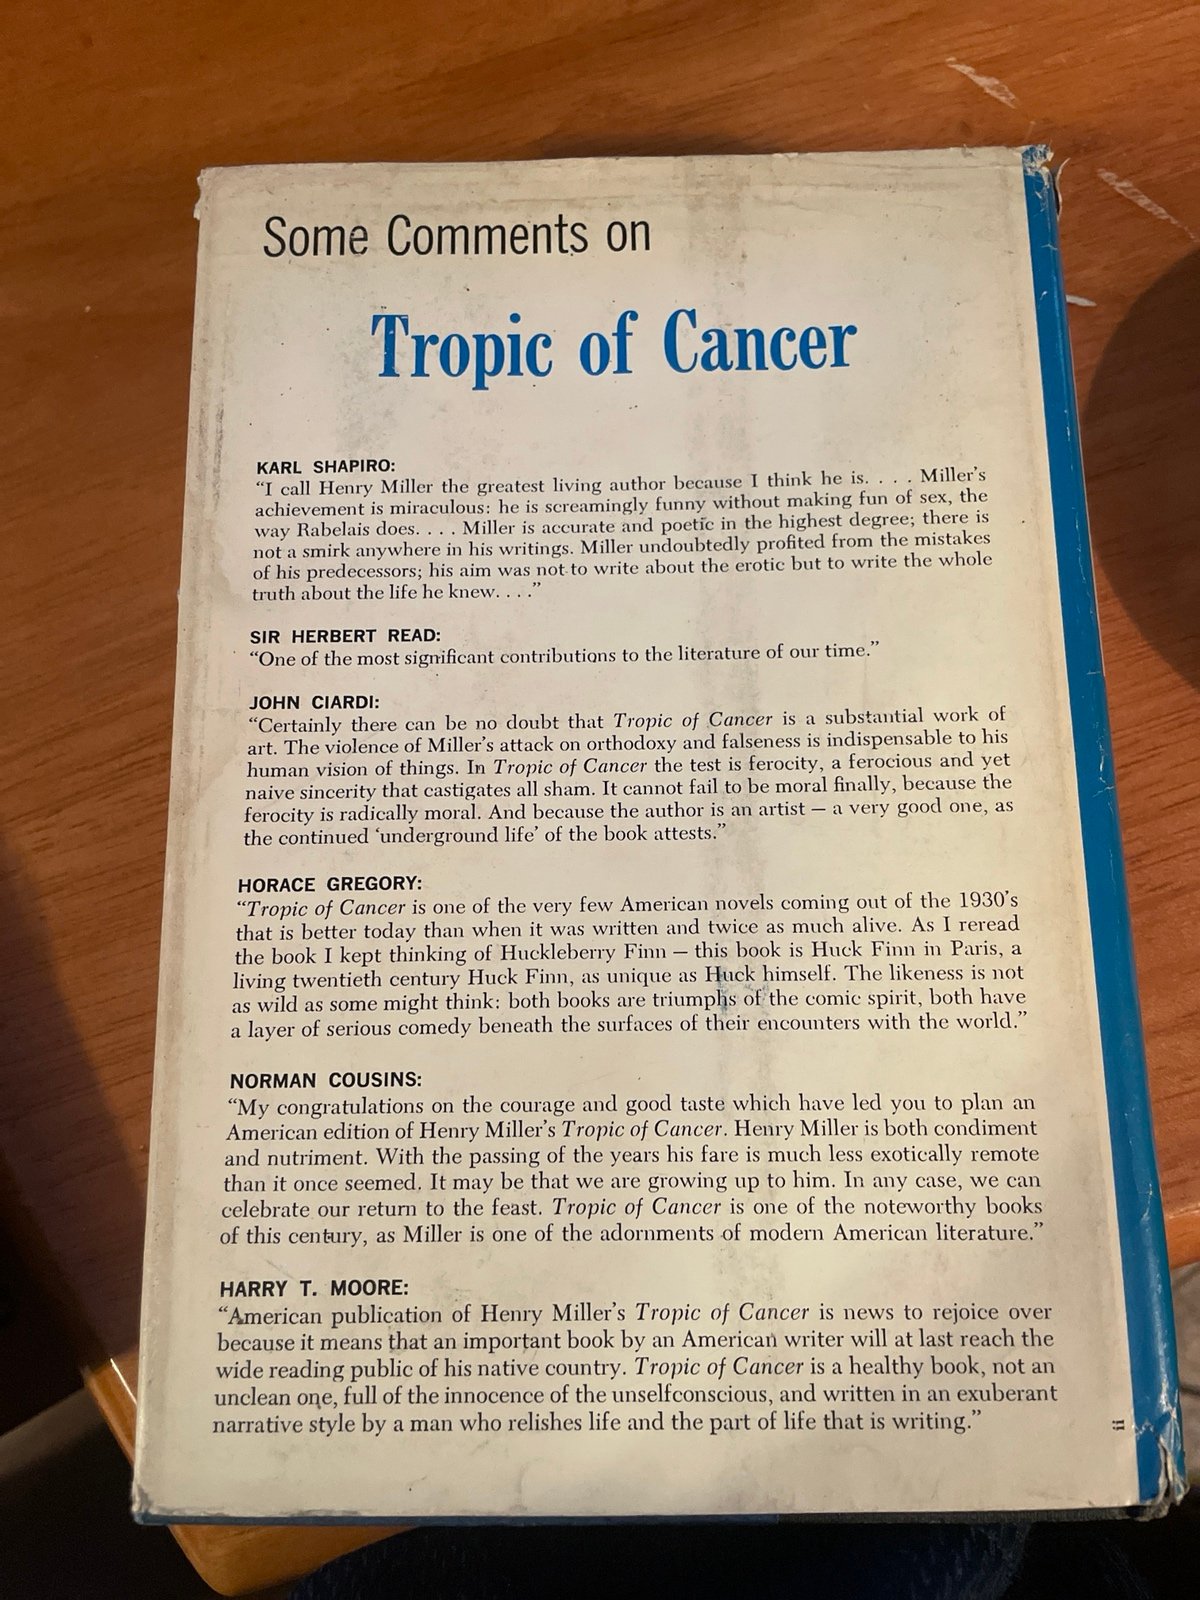 Some Comments on
Tropic of Cancer
KARL SHAPIRO:
“I call Henry Miller the greatest living author because I think he is. . . . Miller’s
achievement is miraculous: he is screamingly funny without making fun of sex, the
way Rabelais does. . . . Miller is accurate and poetic in the highest degree; there is
not a smirk anywhere in his writings. Miller undoubtedly profited from the mistakes
of his predecessors; his aim was not to write about the erotic but to write the whole
truth about the life he knew. . . .”
SIR HERBERT READ:
“One of the most significant contributions to the literature of our time.”
JOHN CIARDI:
“Certainly there can be no doubt that Tropic of Cancer is a substantial work of
art. The violence of Miller’s attack on orthodoxy and falseness is indispensable to his
human vision of things. In Tropic of Cancer the test is ferocity, a ferocious and yet
naive sincerity that castigates all sham. It cannot fail to be moral finally, because the
ferocity is radically moral. And because the author is an artist — a very good one, as
the continued ‘underground life’ of the book attests.”
HORACE GREGORY:
“Tropic of Cancer is one of the very few American novels coming out of the 1930’s
that is better today than when it was written and twice as much alive. As I reread
the book I kept thinking of Huckleberry Finn — this book is Huck Finn in Paris, a
living twentieth century Huck Finn, as unique as Huck himself. The likeness is not
as wild as some might think: both books are triumphs of the comic spirit, both have
a layer of serious comedy beneath the surfaces of their encounters with the world.”
NORMAN COUSINS:
“My congratulations on the courage and good taste which have led you to plan an
American edition of Henry Miller’s Tropic of Cancer. Henry Miller is both condiment
and nutriment. With the passing of the years his fare is much less exotically remote
than it once seemed. It may be that we are growing up to him. In any case, we can
celebrate our return to the feast. Tropic of Cancer is one of the noteworthy books
of this century, as Miller is one of the adornments of modern American literature.”
HARRY T. MOORE:
“American publication of Henry Miller’s Tropic of Cancer is news to rejoice over
because it means that an important book by an American writer will at last reach the
wide reading public of his native country. Tropic of Cancer is a healthy book, not an
unclean one, full of the innocence of the unselfconscious, and written in an exuberant
narrative style by a man who relishes life and the part of life that is writing.”
ii